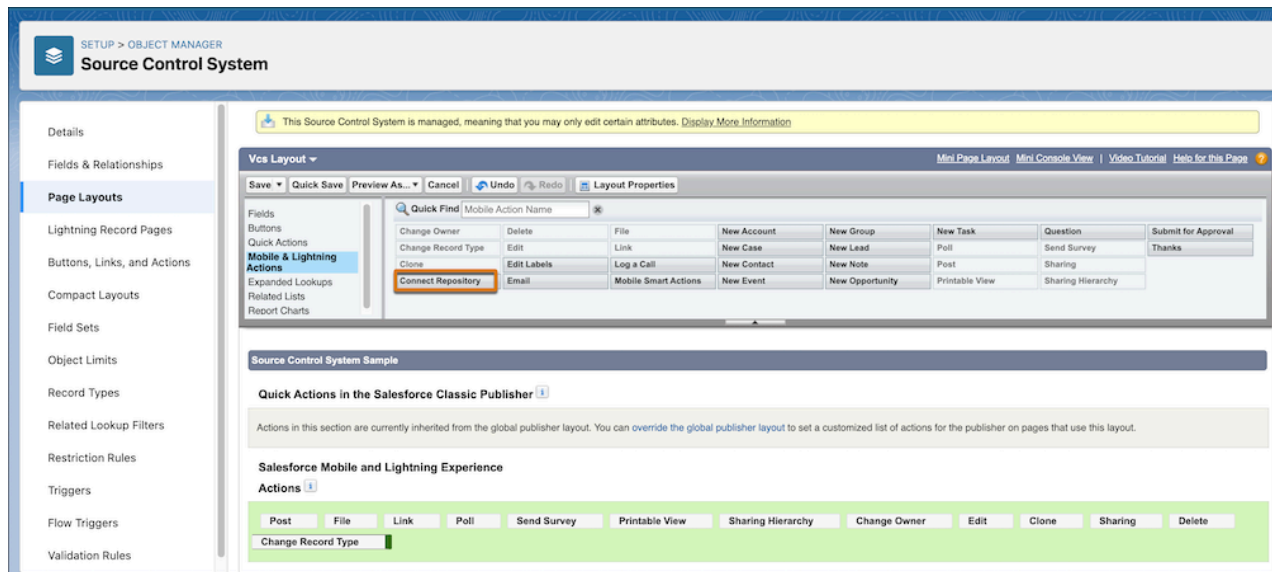 SETUP > OBJECT MANAGER
Source Control System
Details
Fields & Relationships
Page Layouts
Lightning Record Pages
Buttons, Links, and Actions
Compact Layouts
Field Sets
Object Limits
Record Types
Related Lookup Filters
Restriction Rules
Triggers
Flow Triggers
Validation Rules
This Source Control System is managed, meaning that you may only edit certain attributes. Display More Information
Vcs Layout Mini Page Layout Mini Console View | Video Tutorial Help for this Page ?
Save Quick Save Preview As... Cancel Undo Redo Layout Properties
Fields
Buttons
Quick Actions
Mobile & Lightning
Actions
Expanded Lookups
Related Lists
Report Charts
Quick Find Mobile Action Name
Change Owner Delete File New Account New Group New Task Question Submit for Approval
Change Record Type Edit Link New Case New Lead Poll Send Survey Thanks
Clone Edit Labels Log a Call New Contact New Note Post Sharing
Connect Repository Email Mobile Smart Actions New Event New Opportunity Printable View Sharing Hierarchy
Source Control System Sample
Quick Actions in the Salesforce Classic Publisher i
Actions in this section are currently inherited from the global publisher layout. You can override the global publisher layout to set a customized list of actions for the publisher on pages that use this layout.
Salesforce Mobile and Lightning Experience
Actions i
Post File Link Poll Send Survey Printable View Sharing Hierarchy Change Owner Edit Clone Sharing Delete
Change Record Type